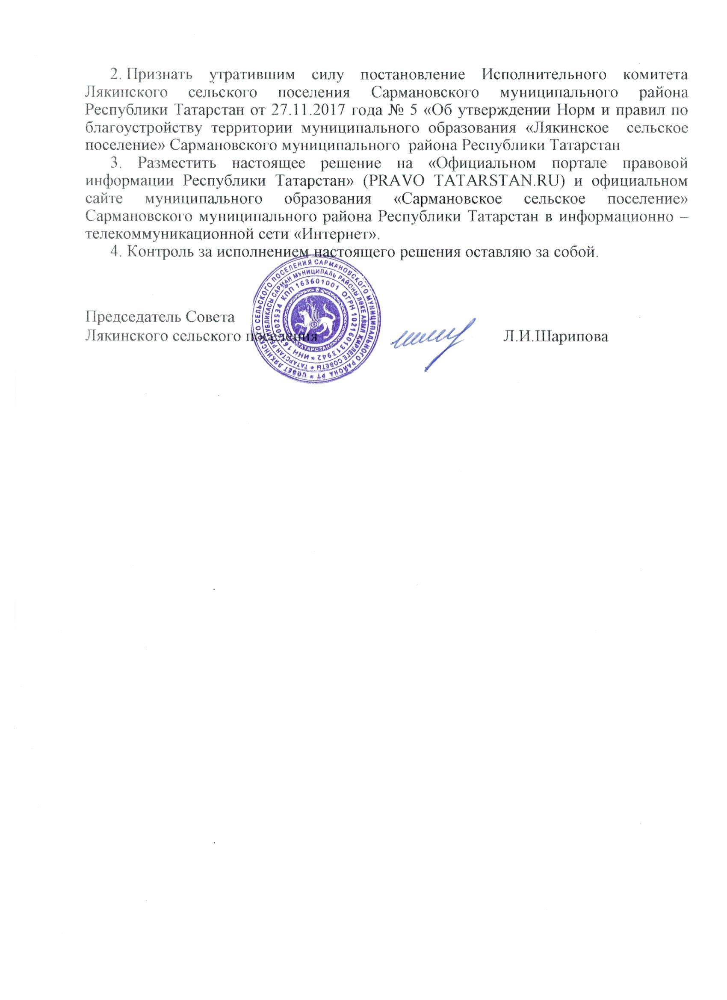 2. Признать утратившим силу постановление Исполнительного комитета
Лякинского сельского поселения Сармановского муниципального района
Республики Татарстан от 27.11.2017 года № 5 «Об утверждении Норм и правил по
благоустройству территории муниципального образования «Лякинское сельское
поселение» Сармановского муниципального района Республики Татарстан
3. Разместить настоящее решение на «Официальном портале правовой
информации Республики Татарстан» (PRAVO TATARSTAN.RU) и официальном
сайте муниципального образования «Сармановское сельское поселение»
Сармановского муниципального района Республики Татарстан в информационно –
телекоммуникационной сети «Интернет».
4. Контроль за исполнением настоящего решения оставляю за собой.
Председатель Совета
Лякинского сельского поселения Л.И.Шарипова
СОВЕТ ЛЯКИНСКОГО СЕЛЬСКОГО ПОСЕЛЕНИЯ САРМАНОВСКОГО МУНИЦИПАЛЬНОГО РАЙОНА РТ *
ТАТАРСТАН РЕСПУБЛИКАСЫ САРМАН МУНИЦИПАЛЬ РАЙОНЫ ЛӘКЕ АВЫЛ ҖИРЛЕГЕ СОВЕТЫ *
КПП 163601001 ОГРН 1021601313942 * ИНН
ТАТАРСТАН